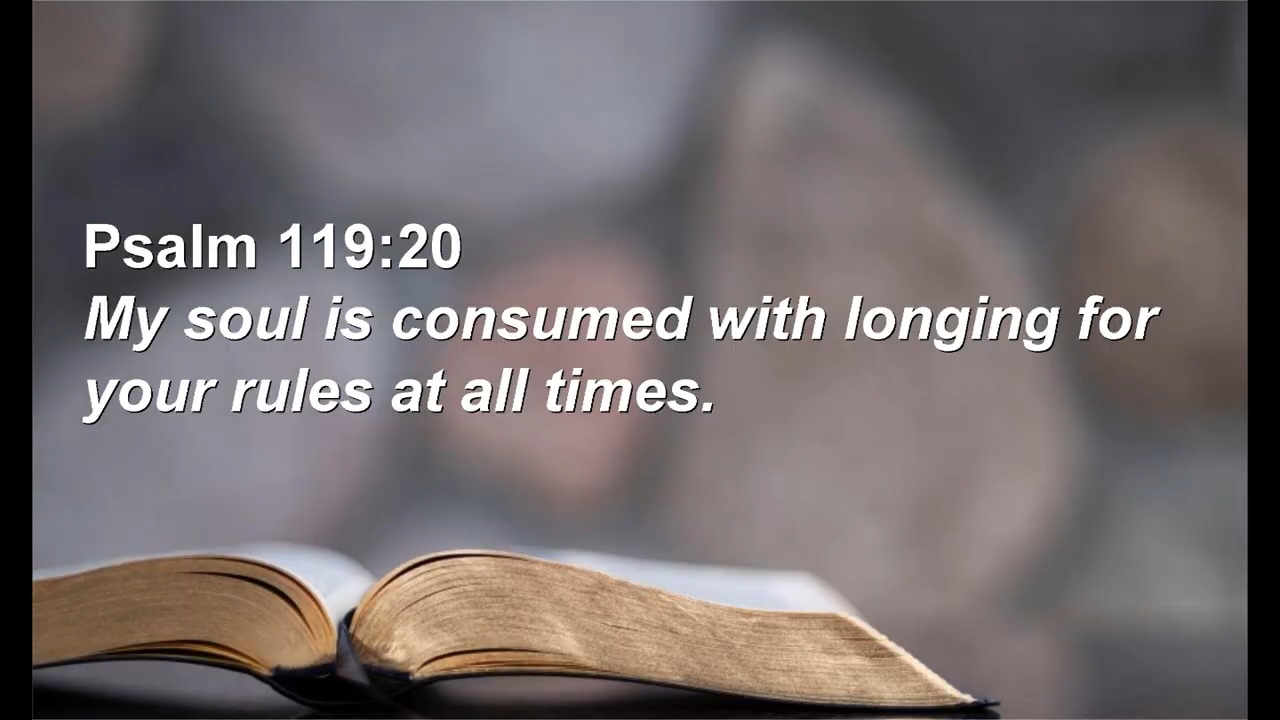 Psalm 119:20
My soul is consumed with longing for
your rules at all times.